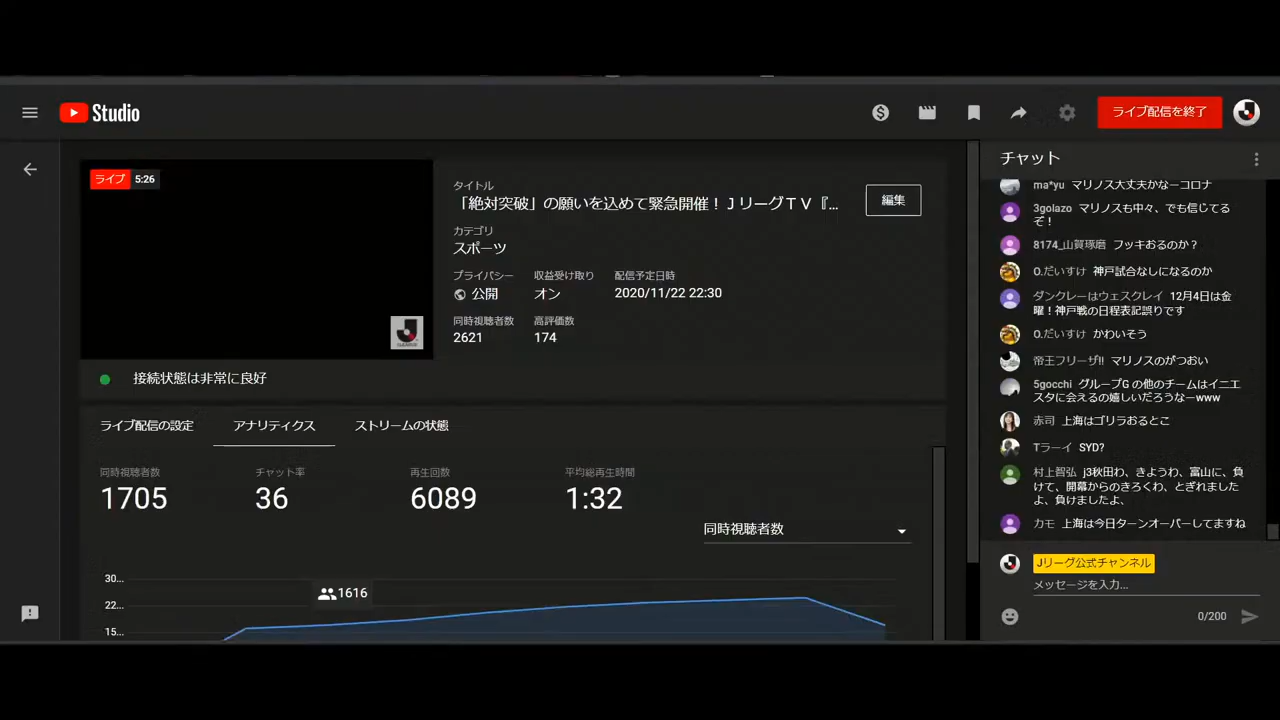 Studio
ライブ配信を終了
ライブ 5:26
タイトル
「絶対突破」の願いを込めて緊急開催！ＪリーグＴＶ『...
編集
カテゴリ
スポーツ
プライバシー 収益受け取り 配信予定日時
公開 オン 2020/11/22 22:30
同時視聴者数 高評価数
2621 174
接続状態は非常に良好
ライブ配信の設定 アナリティクス ストリームの状態
同時視聴者数 チャット率 再生回数 平均総再生時間
1705 36 6089 1:32
同時視聴者数
30...
1616
22...
15...
チャット
ma*yu マリノス大丈夫かなーコロナ
3golazo マリノスも中々、でも信じてる
ぞ！
8174_山賀琢磨 フッキおるのか？
O.だいすけ 神戸試合なしになるのか
ダンクレーはウェスクレイ 12月4日は金
曜！神戸戦の日程表記誤りです
O.だいすけ かわいそう
帝王フリーザ!! マリノスのがつおい
5gocchi グループG の他のチームはイニエ
スタに会えるの嬉しいだろうなーwww
赤司 上海はゴリラおるとこ
Tラーイ SYD?
村上智弘 j3秋田わ、きようわ、富山に、負
けて、開幕からのきろくわ、とぎれました
よ、負けましたよ、
カモ 上海は今日ターンオーバーしてますね
Jリーグ公式チャンネル
メッセージを入力...
0/200